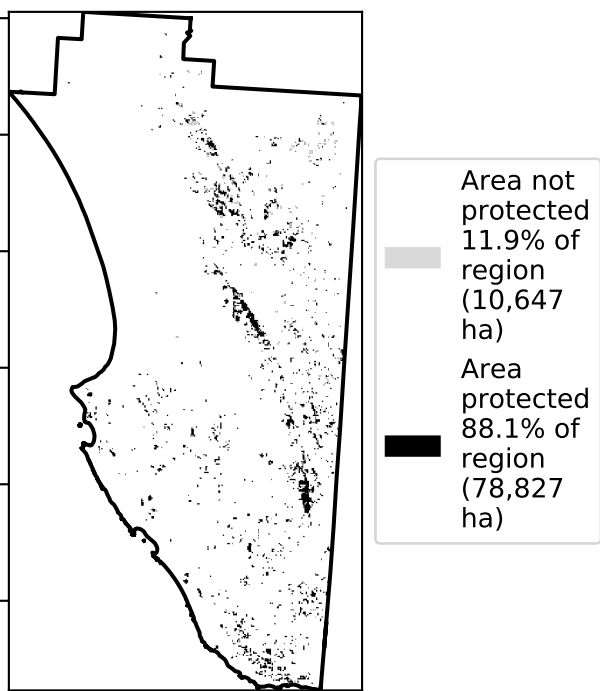 Area not
protected
11.9% of
region
(10,647
ha)
Area
protected
88.1% of
region
(78,827
ha)